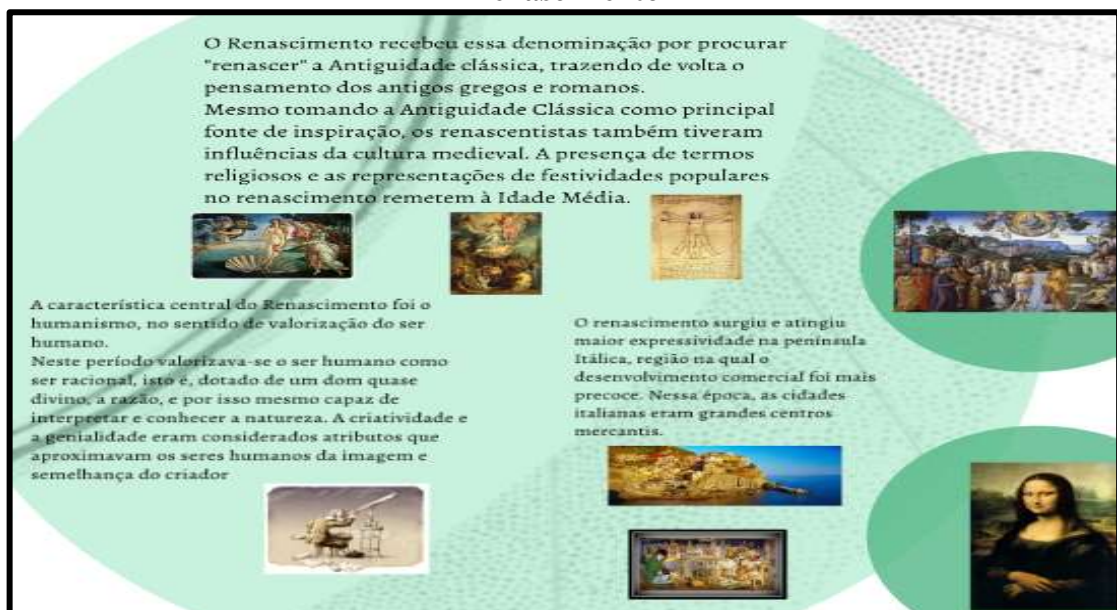 O Renascimento recebeu essa denominação por procurar
"renascer" a Antiguidade clássica, trazendo de volta o
pensamento dos antigos gregos e romanos.
Mesmo tomando a Antiguidade Clássica como principal
fonte de inspiração, os renascentistas também tiveram
influências da cultura medieval. A presença de termos
religiosos e as representações de festividades populares
no renascimento remetem à Idade Média.
A característica central do Renascimento foi o
humanismo, no sentido de valorização do ser
humano.
Neste período valorizava-se o ser humano como
ser racional, isto é, dotado de um dom quase
divino, a razão, e por isso mesmo capaz de
interpretar e conhecer a natureza. A criatividade e
a genialidade eram considerados atributos que
aproximavam os seres humanos da imagem e
semelhança do criador
O renascimento surgiu e atingiu
maior expressividade na península
Itálica, região na qual o
desenvolvimento comercial foi mais
precoce. Nessa época, as cidades
italianas eram grandes centros
mercantis.